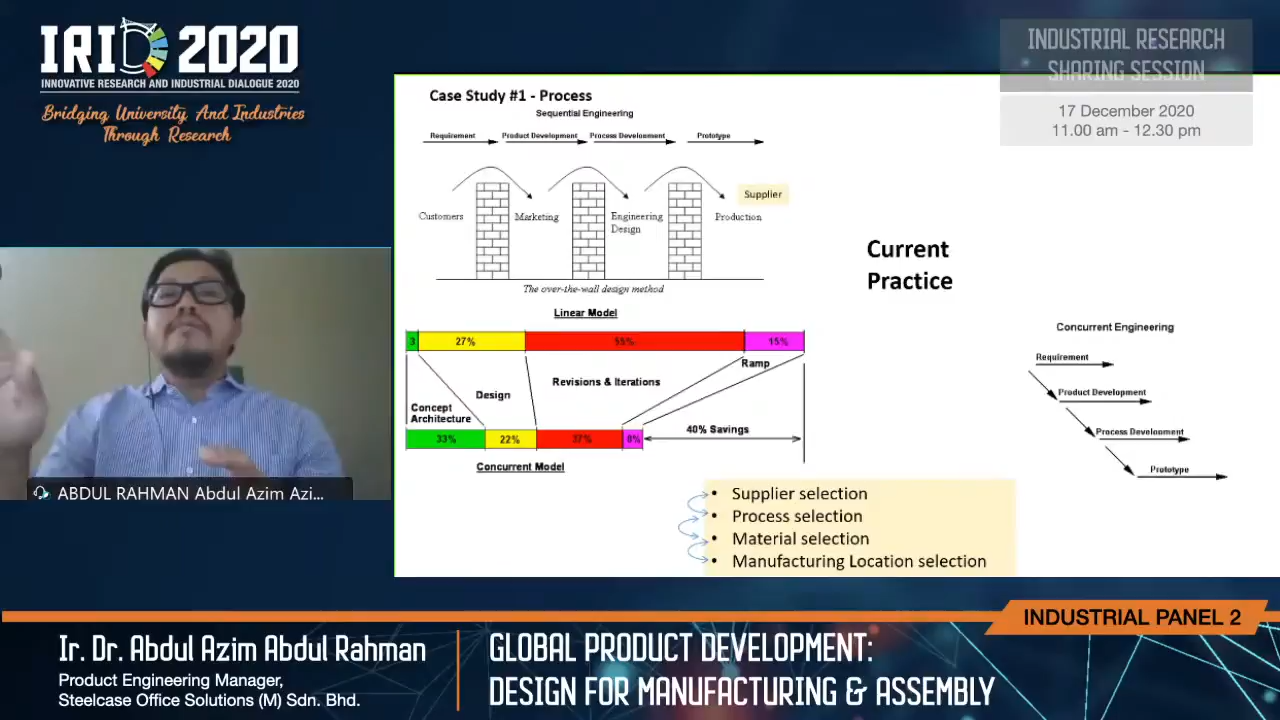 IRID 2020
INNOVATIVE RESEARCH AND INDUSTRIAL DIALOGUE 2020
Bridging University And Industries
Through Research
INDUSTRIAL RESEARCH
SHARING SESSION
17 December 2020
11.00 am - 12.30 pm
Case Study #1 - Process
Sequential Engineering
Requirement Product Development Process Development Prototype
Supplier
Customers Marketing Engineering Design Production
The over-the-wall design method
Linear Model
3 27% 55% 15%
Ramp
Revisions & Iterations
Design
Concept
Architecture
33% 22% 37% 8% 40% Savings
Concurrent Model
Current
Practice
Concurrent Engineering
Requirement
Product Development
Process Development
Prototype
• Supplier selection
• Process selection
• Material selection
• Manufacturing Location selection
ABDUL RAHMAN Abdul Azim Azi...
INDUSTRIAL PANEL 2
Ir. Dr. Abdul Azim Abdul Rahman
Product Engineering Manager,
Steelcase Office Solutions (M) Sdn. Bhd.
GLOBAL PRODUCT DEVELOPMENT:
DESIGN FOR MANUFACTURING & ASSEMBLY